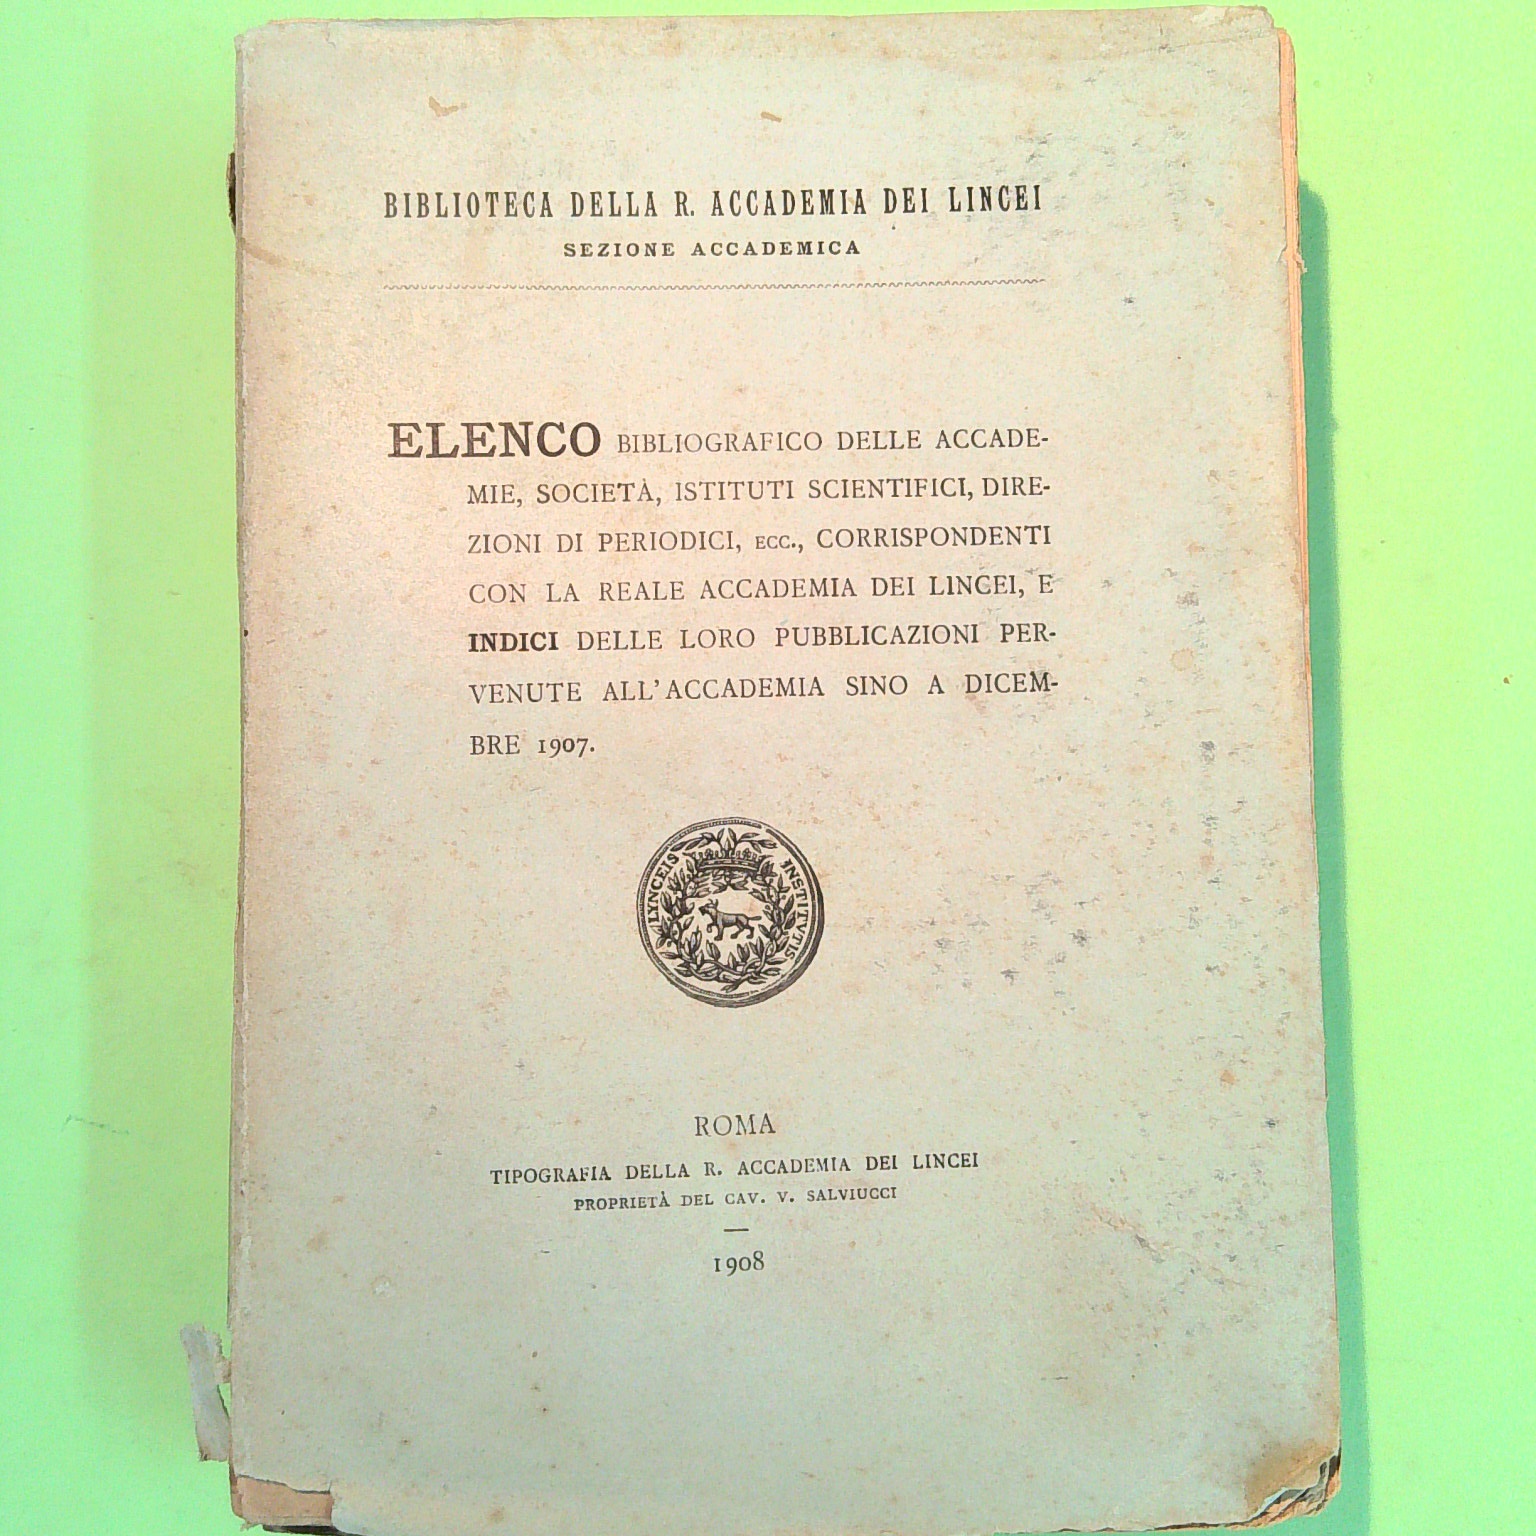 BIBLIOTECA DELLA R. ACCADEMIA DEI LINCEI
SEZIONE ACCADEMICA
ELENCO BIBLIOGRAFICO DELLE ACCADE-
MIE, SOCIETÀ, ISTITUTI SCIENTIFICI, DIRE-
ZIONI DI PERIODICI, ECC., CORRISPONDENTI
CON LA REALE ACCADEMIA DEI LINCEI, E
INDICI DELLE LORO PUBBLICAZIONI PER-
VENUTE ALL'ACCADEMIA SINO A DICEM-
BRE 1907.
LYNCEIS INSTITVTIS
ROMA
TIPOGRAFIA DELLA R. ACCADEMIA DEI LINCEI
PROPRIETÀ DEL CAV. V. SALVIUCCI
1908